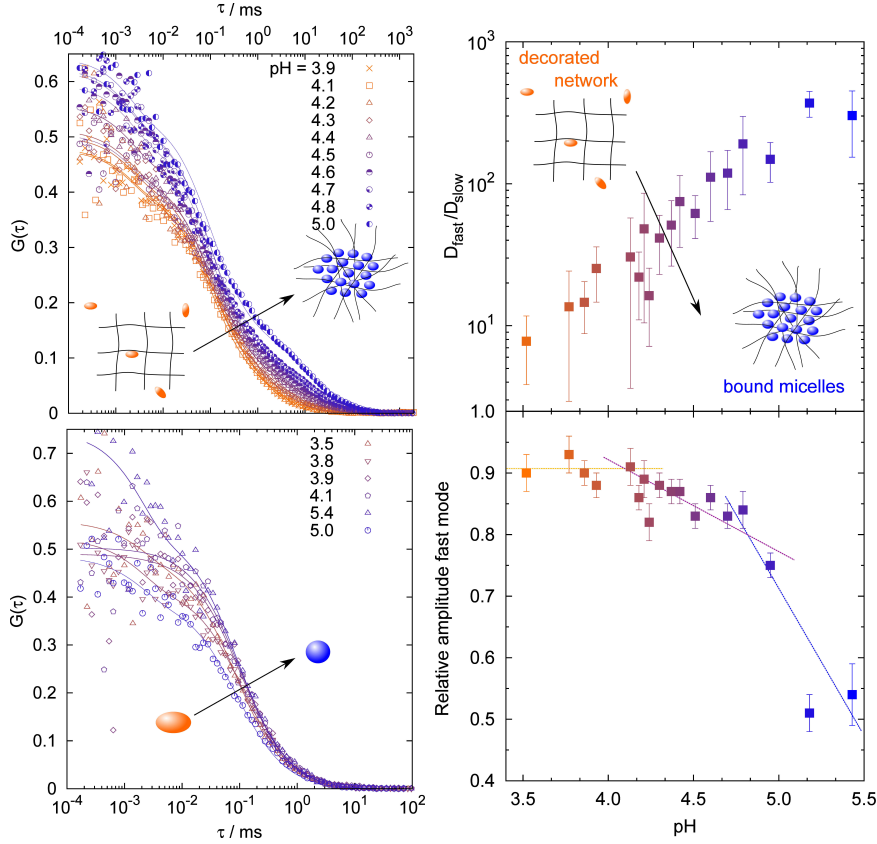 τ / ms
10-4 10-3 10-2 10-1 100 101 102 103
0.6
0.5
0.4
0.3
0.2
0.1
0
G(τ)
pH = 3.9
4.1
4.2
4.3
4.4
4.5
4.6
4.7
4.8
5.0
0.7
0.6
0.5
0.4
0.3
0.2
0.1
0
G(τ)
3.5
3.8
3.9
4.1
5.4
5.0
10-4 10-3 10-2 10-1 100 101 102
τ / ms
103
102
101
1.0
Dfast/Dslow
decorated
network
bound micelles
0.9
0.8
0.7
0.6
0.5
0.4
Relative amplitude fast mode
3.5 4.0 4.5 5.0 5.5
pH